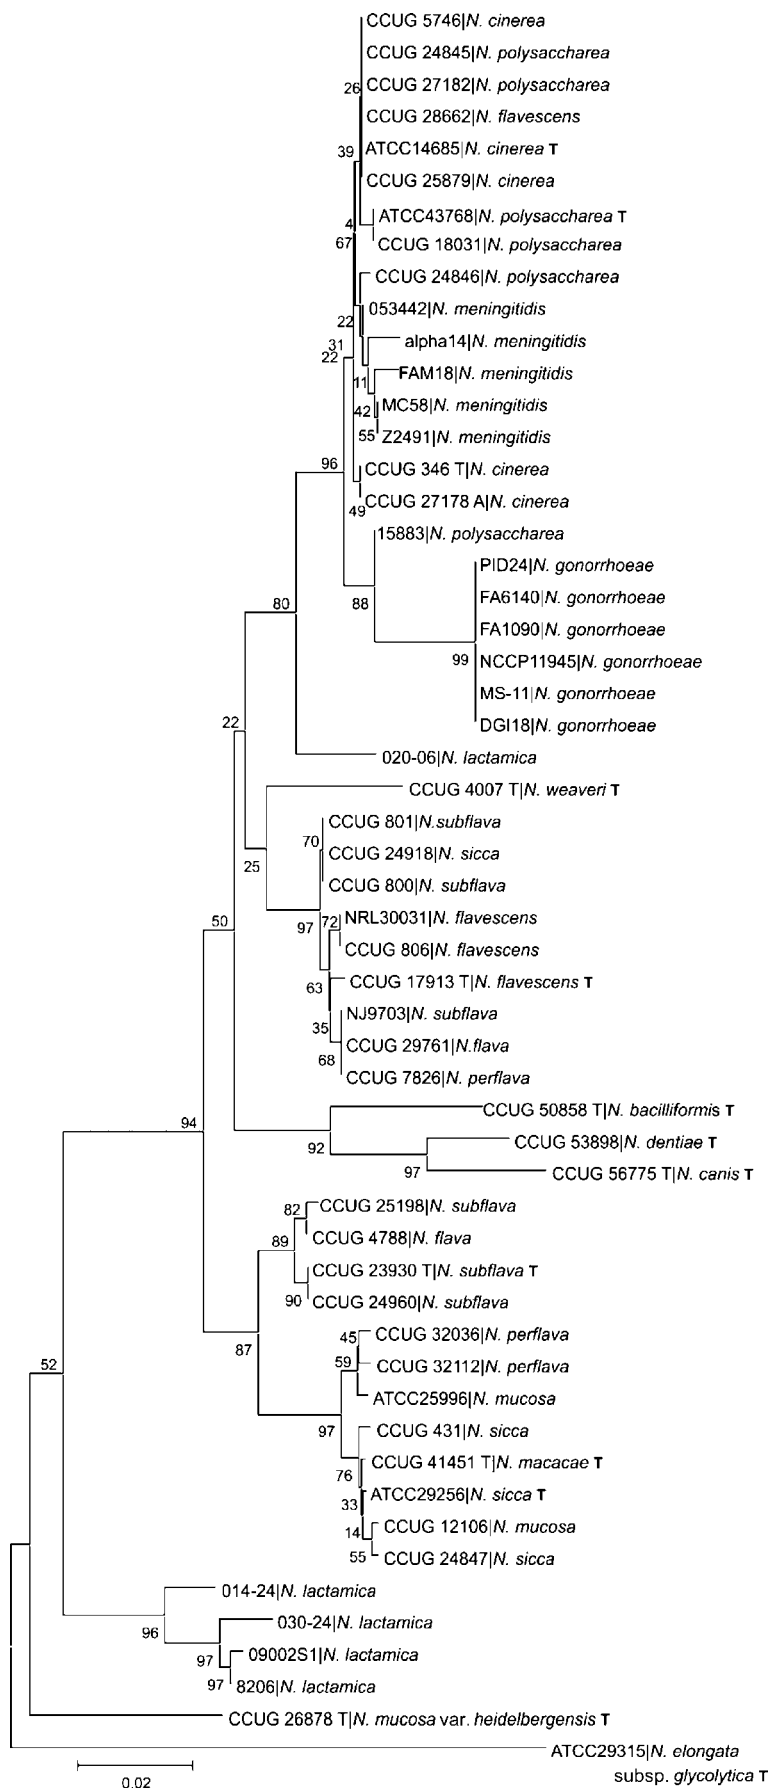 CCUG 5746|N. cinerea
CCUG 24845|N. polysaccharea
CCUG 27182|N. polysaccharea
26
CCUG 28662|N. flavescens
39
ATCC14685|N. cinerea T
CCUG 25879|N. cinerea
ATCC43768|N. polysaccharea T
4
67
CCUG 18031|N. polysaccharea
CCUG 24846|N. polysaccharea
053442|N. meningitidis
22
31
alpha14|N. meningitidis
22
FAM18|N. meningitidis
11
MC58|N. meningitidis
42
55
Z2491|N. meningitidis
96
CCUG 346 T|N. cinerea
CCUG 27178 A|N. cinerea
49
15883|N. polysaccharea
PID24|N. gonorrhoeae
80
88
FA6140|N. gonorrhoeae
FA1090|N. gonorrhoeae
99
NCCP11945|N. gonorrhoeae
MS-11|N. gonorrhoeae
22
DGI18|N. gonorrhoeae
020-06|N. lactamica
CCUG 4007 T|N. weaveri T
CCUG 801|N.subflava
70
CCUG 24918|N. sicca
25
CCUG 800|N. subflava
50
97
72
NRL30031|N. flavescens
CCUG 806|N. flavescens
63
CCUG 17913 T|N. flavescens T
NJ9703|N. subflava
35
CCUG 29761|N.flava
68
CCUG 7826|N. perflava
94
CCUG 50858 T|N. bacilliformis T
92
CCUG 53898|N. dentiae T
97
CCUG 56775 T|N. canis T
82
CCUG 25198|N. subflava
89
CCUG 4788|N. flava
CCUG 23930 T|N. subflava T
90
CCUG 24960|N. subflava
87
45
CCUG 32036|N. perflava
52
59
CCUG 32112|N. perflava
ATCC25996|N. mucosa
97
CCUG 431|N. sicca
76
CCUG 41451 T|N. macacae T
33
ATCC29256|N. sicca T
14
CCUG 12106|N. mucosa
55
CCUG 24847|N. sicca
014-24|N. lactamica
96
030-24|N. lactamica
97
09002S1|N. lactamica
97
8206|N. lactamica
CCUG 26878 T|N. mucosa var. heidelbergensis T
ATCC29315|N. elongata
subsp. glycolytica T
0.02